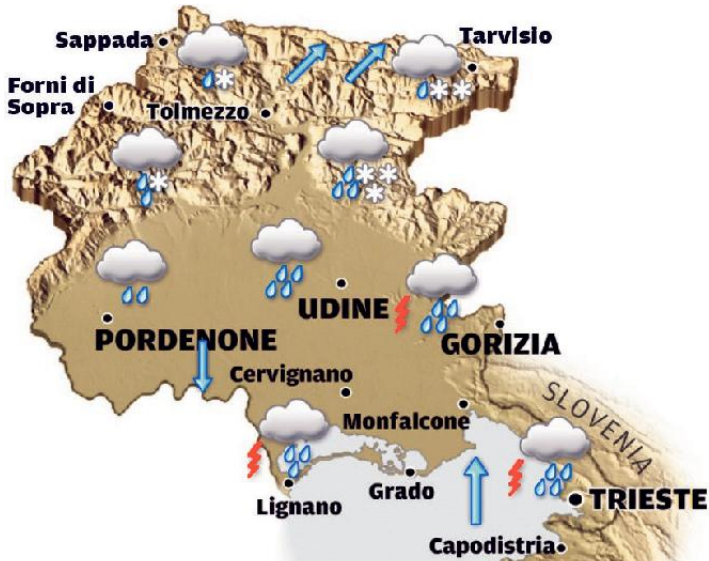 Sappada
Tarvisio
Forni di
Sopra
Tolmezzo
UDINE
PORDENONE
GORIZIA
Cervignano
SLOVENIA
Monfalcone
Grado
Lignano
TRIESTE
Capodistria